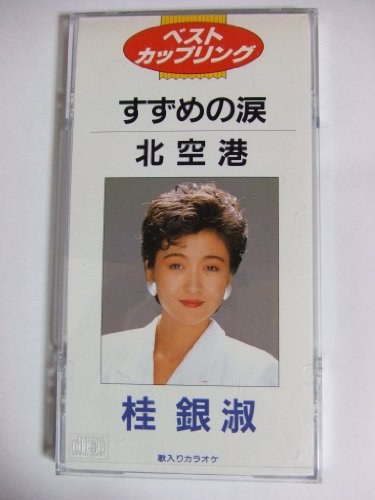 ベスト
カップリング
すずめの涙
北空港
桂銀淑
歌入りカラオケ